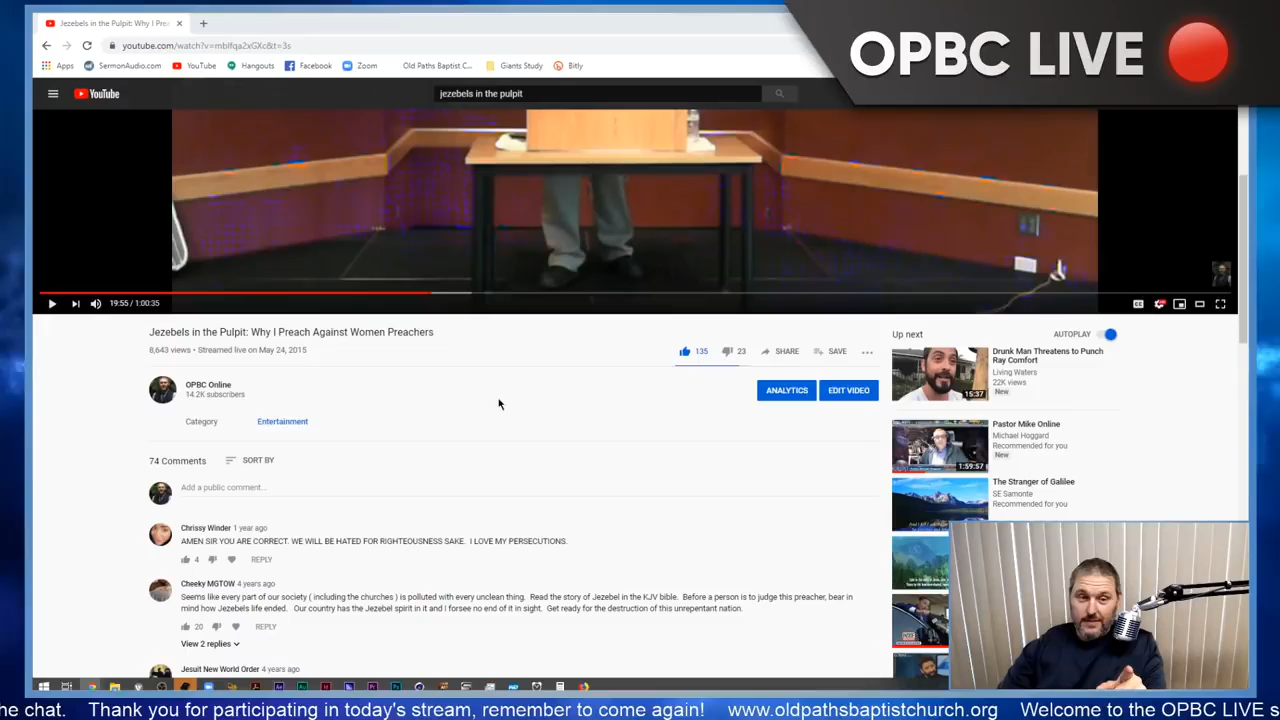 Jezebels in the Pulpit: Why I Prea
OPBC LIVE
youtube.com/watch?v=mbIfqa2xGXc&t=3s
Apps SermonAudio.com YouTube Hangouts Facebook Zoom Old Paths Baptist C... Giants Study Bitly
YouTube
jezebels in the pulpit
19:55 / 1:00:35
Jezebels in the Pulpit: Why I Preach Against Women Preachers
8,643 views • Streamed live on May 24, 2015
135 23 SHARE SAVE
OPBC Online
14.2K subscribers
ANALYTICS EDIT VIDEO
Category Entertainment
74 Comments SORT BY
Add a public comment...
Chrissy Winder 1 year ago
AMEN SIR YOU ARE CORRECT. WE WILL BE HATED FOR RIGHTEOUSNESS SAKE. I LOVE MY PERSECUTIONS.
4 REPLY
Cheeky MGTOW 4 years ago
Seems like every part of our society ( including the churches ) is polluted with every unclean thing. Read the story of Jezebel in the KJV bible. Before a person is to judge this preacher, bear in
mind how Jezebels life ended. Our country has the Jezebel spirit in it and I forsee no end of it in sight. Get ready for the destruction of this unrepentant nation.
20 REPLY
View 2 replies
Jesuit New World Order 4 years ago
Up next AUTOPLAY
Drunk Man Threatens to Punch
Ray Comfort
Living Waters
22K views
New
15:37
Pastor Mike Online
Michael Hoggard
Recommended for you
New
1:59:57
The Stranger of Galilee
SE Samonte
Recommended for you
he chat. Thank you for participating in today's stream, remember to come again! www.oldpathsbaptistchurch.org Welcome to the OPBC LIVE s